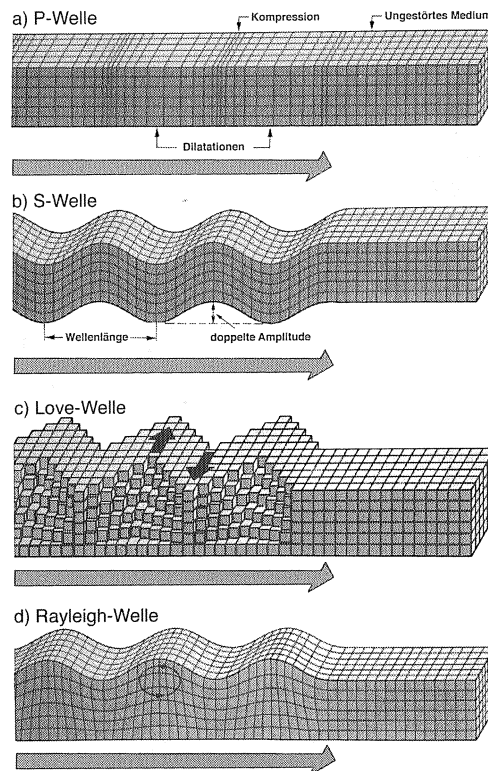 a) P-Welle
Kompression
Ungestörtes Medium
Dilatationen
b) S-Welle
Wellenlänge
doppelte Amplitude
c) Love-Welle
d) Rayleigh-Welle